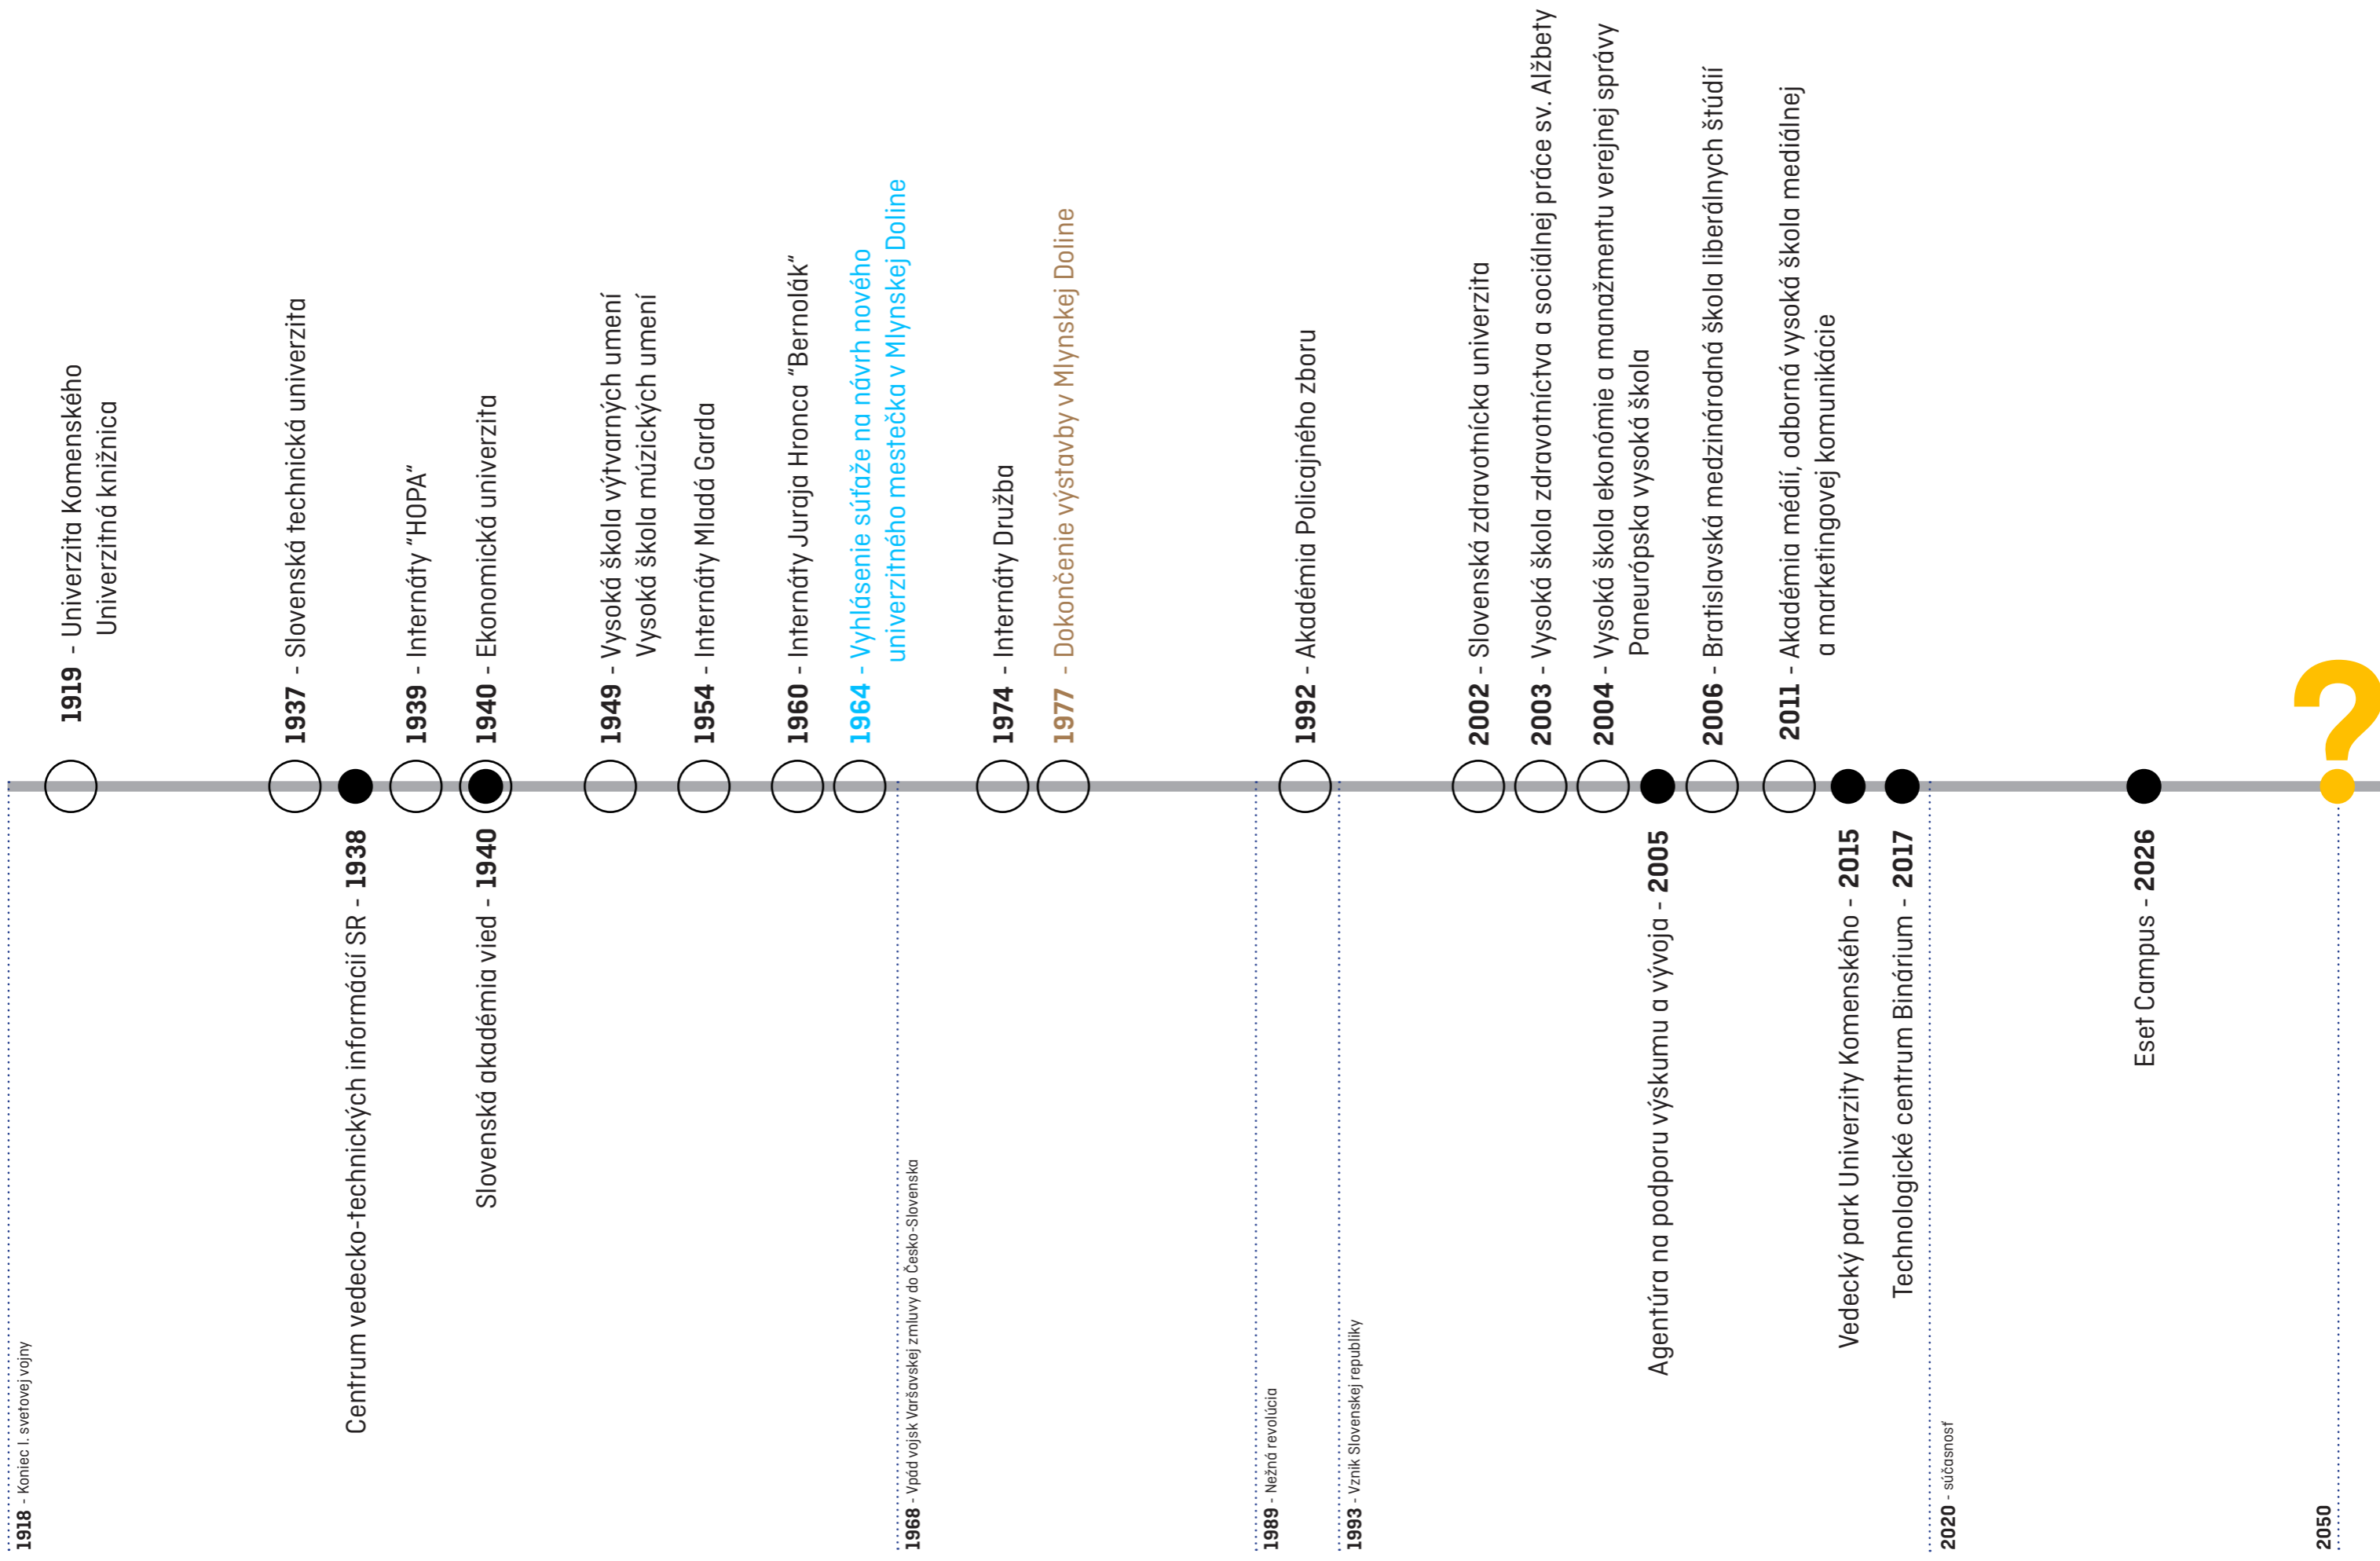 1919 - Univierzita Komenského
Univerzitná knižnica
1937 - Slovenská technická univerzita
1939 - Internáty “HOPA“
1940 - Ekonomická univerzita
1949 - Vysoká škola výtvarných umení
Vysoká škola múzických umení
1954 - Internáty Mladá Garda
1960 - Internáty Juraja Hronca “Bernolák“
1964 - Vyhlásenie súťaže na návrh nového
univerzitného mestečka v Mlynskej Doline
1974 - Internáty Družba
1977 - Dokončenie výstavby v Mlynskej Doline
1992 - Akadémia Policajného zboru
2002 - Slovenská zdravotnícka univerzita
2003 - Vysoká škola zdravotníctva a sociálnej práce sv. Alžbety
2004 - Vysoká škola ekonómie a manažmentu verejnej správy
Paneurópska vysoká škola
2006 - Bratislavská medzinárodná škola liberálnych štúdií
2011 - Akadémia médií, odborná vysoká škola mediálnej
a marketingovej komunikácie
?
Centrum vedecko-technických informácií SR - 1938
Slovenská akadémia vied - 1940
Agentúra na podporu výskumu a vývoja - 2005
Vedecký park Univerzity Komenského - 2015
Technologické centrum Binárium - 2017
Eset Campus - 2026
1918 - Koniec I. svetovej vojny
1968 - Vpád vojsk Varšavskej zmluvy do Česko-Slovenska
1989 - Nežná revolúcia
1993 - Vznik Slovenskej republiky
2020 - súčasnosť
2050